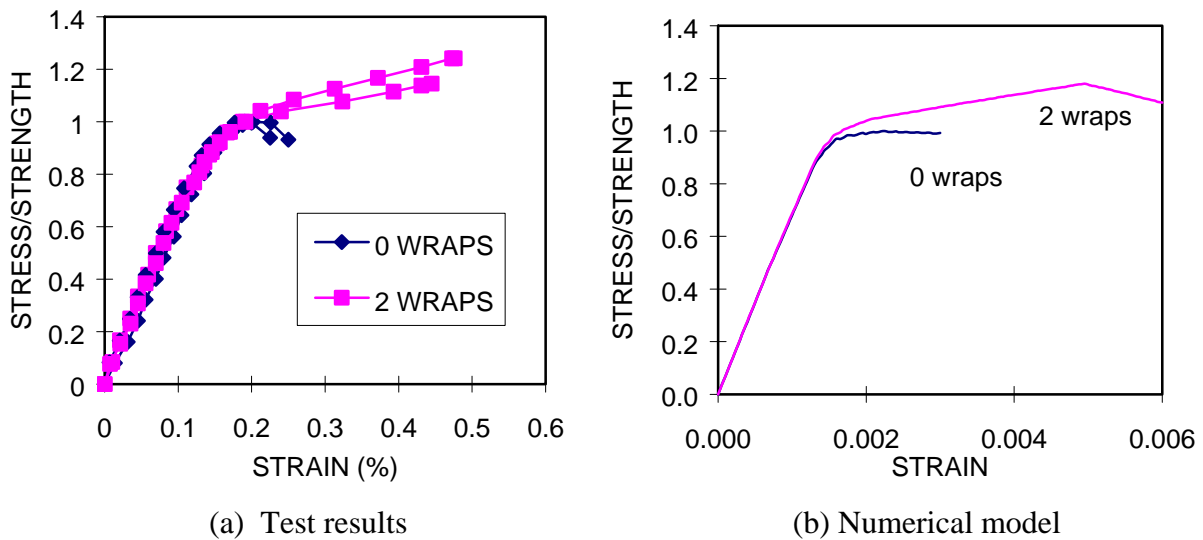 1.4
1.2
1.0
0.8
0.6
0.4
0.2
0
STRESS/STRENGTH
0 WRAPS
2 WRAPS
0 0.1 0.2 0.3 0.4 0.5 0.6
STRAIN (%)
(a) Test results
1.4
1.2
1.0
0.8
0.6
0.4
0.2
0.0
STRESS/STRENGTH
2 wraps
0 wraps
0.000 0.002 0.004 0.006
STRAIN
(b) Numerical model